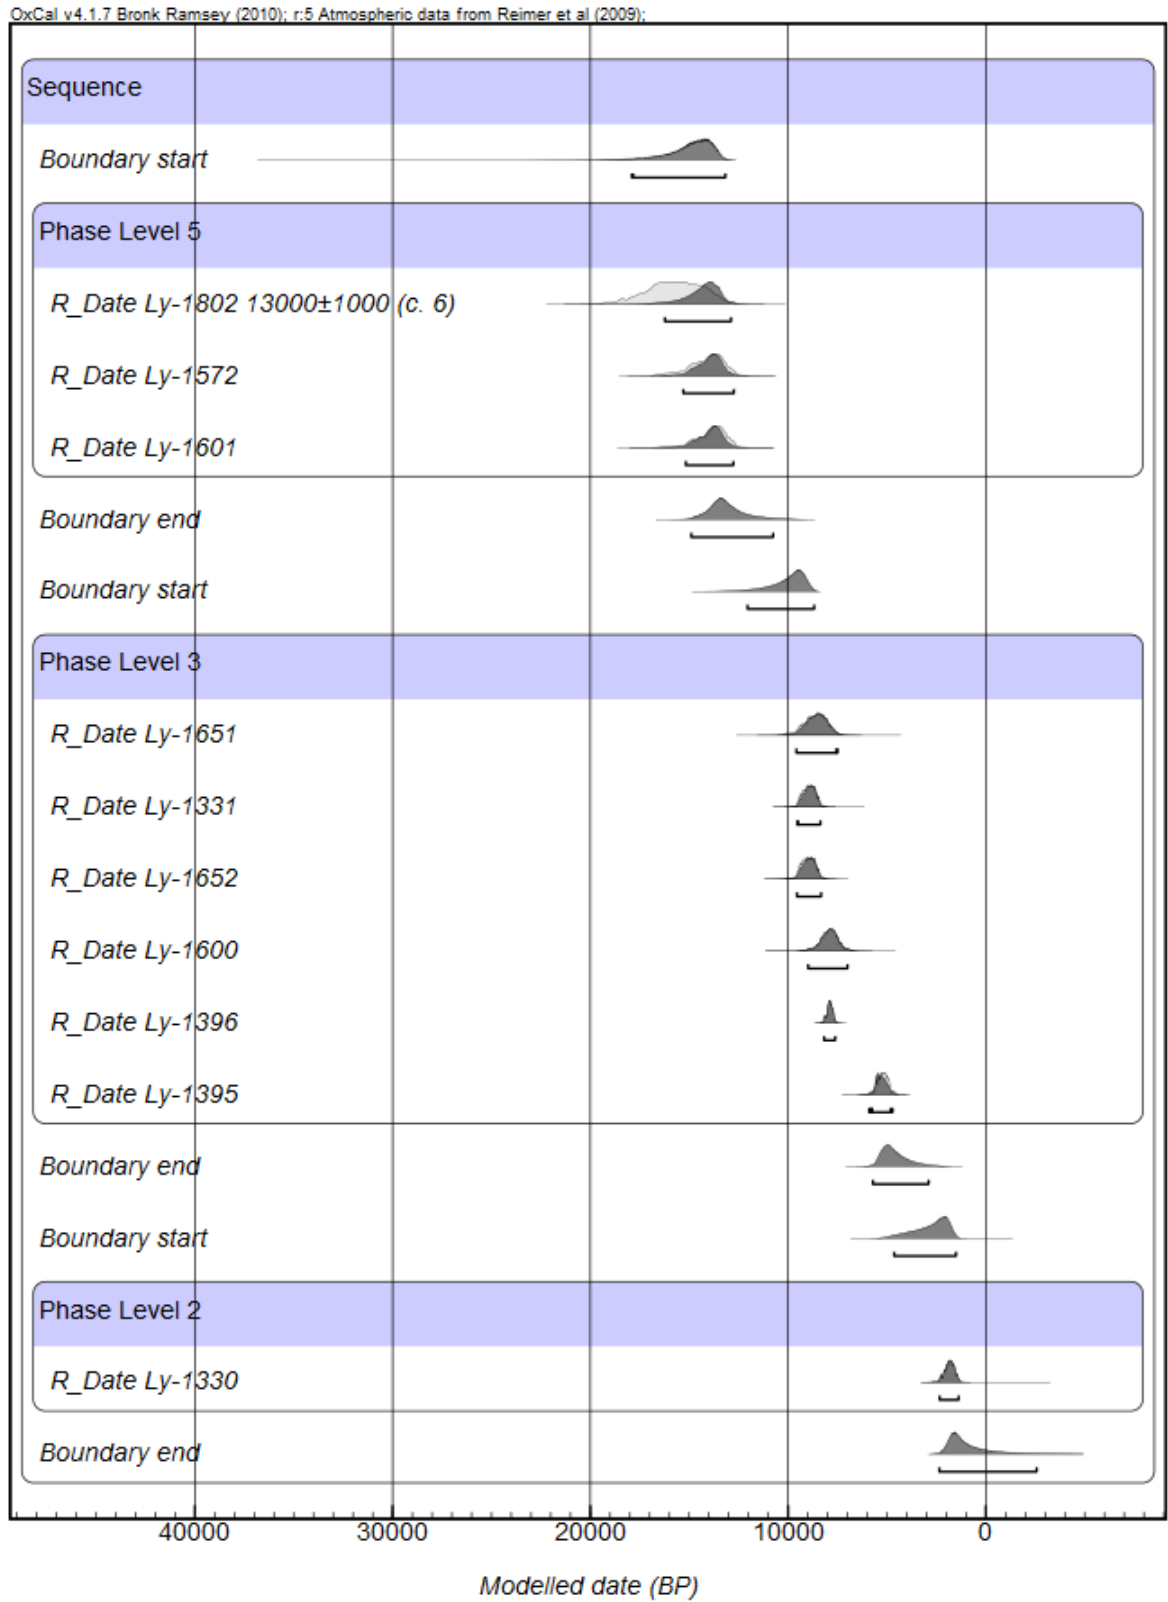 OxCal v4.1.7 Bronk Ramsey (2010); r:5 Atmospheric data from Reimer et al (2009);
Sequence
Boundary start
Phase Level 5
R_Date Ly-1802 13000±1000 (c. 6)
R_Date Ly-1572
R_Date Ly-1601
Boundary end
Boundary start
Phase Level 3
R_Date Ly-1651
R_Date Ly-1331
R_Date Ly-1652
R_Date Ly-1600
R_Date Ly-1396
R_Date Ly-1395
Boundary end
Boundary start
Phase Level 2
R_Date Ly-1330
Boundary end
40000 30000 20000 10000 0
Modelled date (BP)